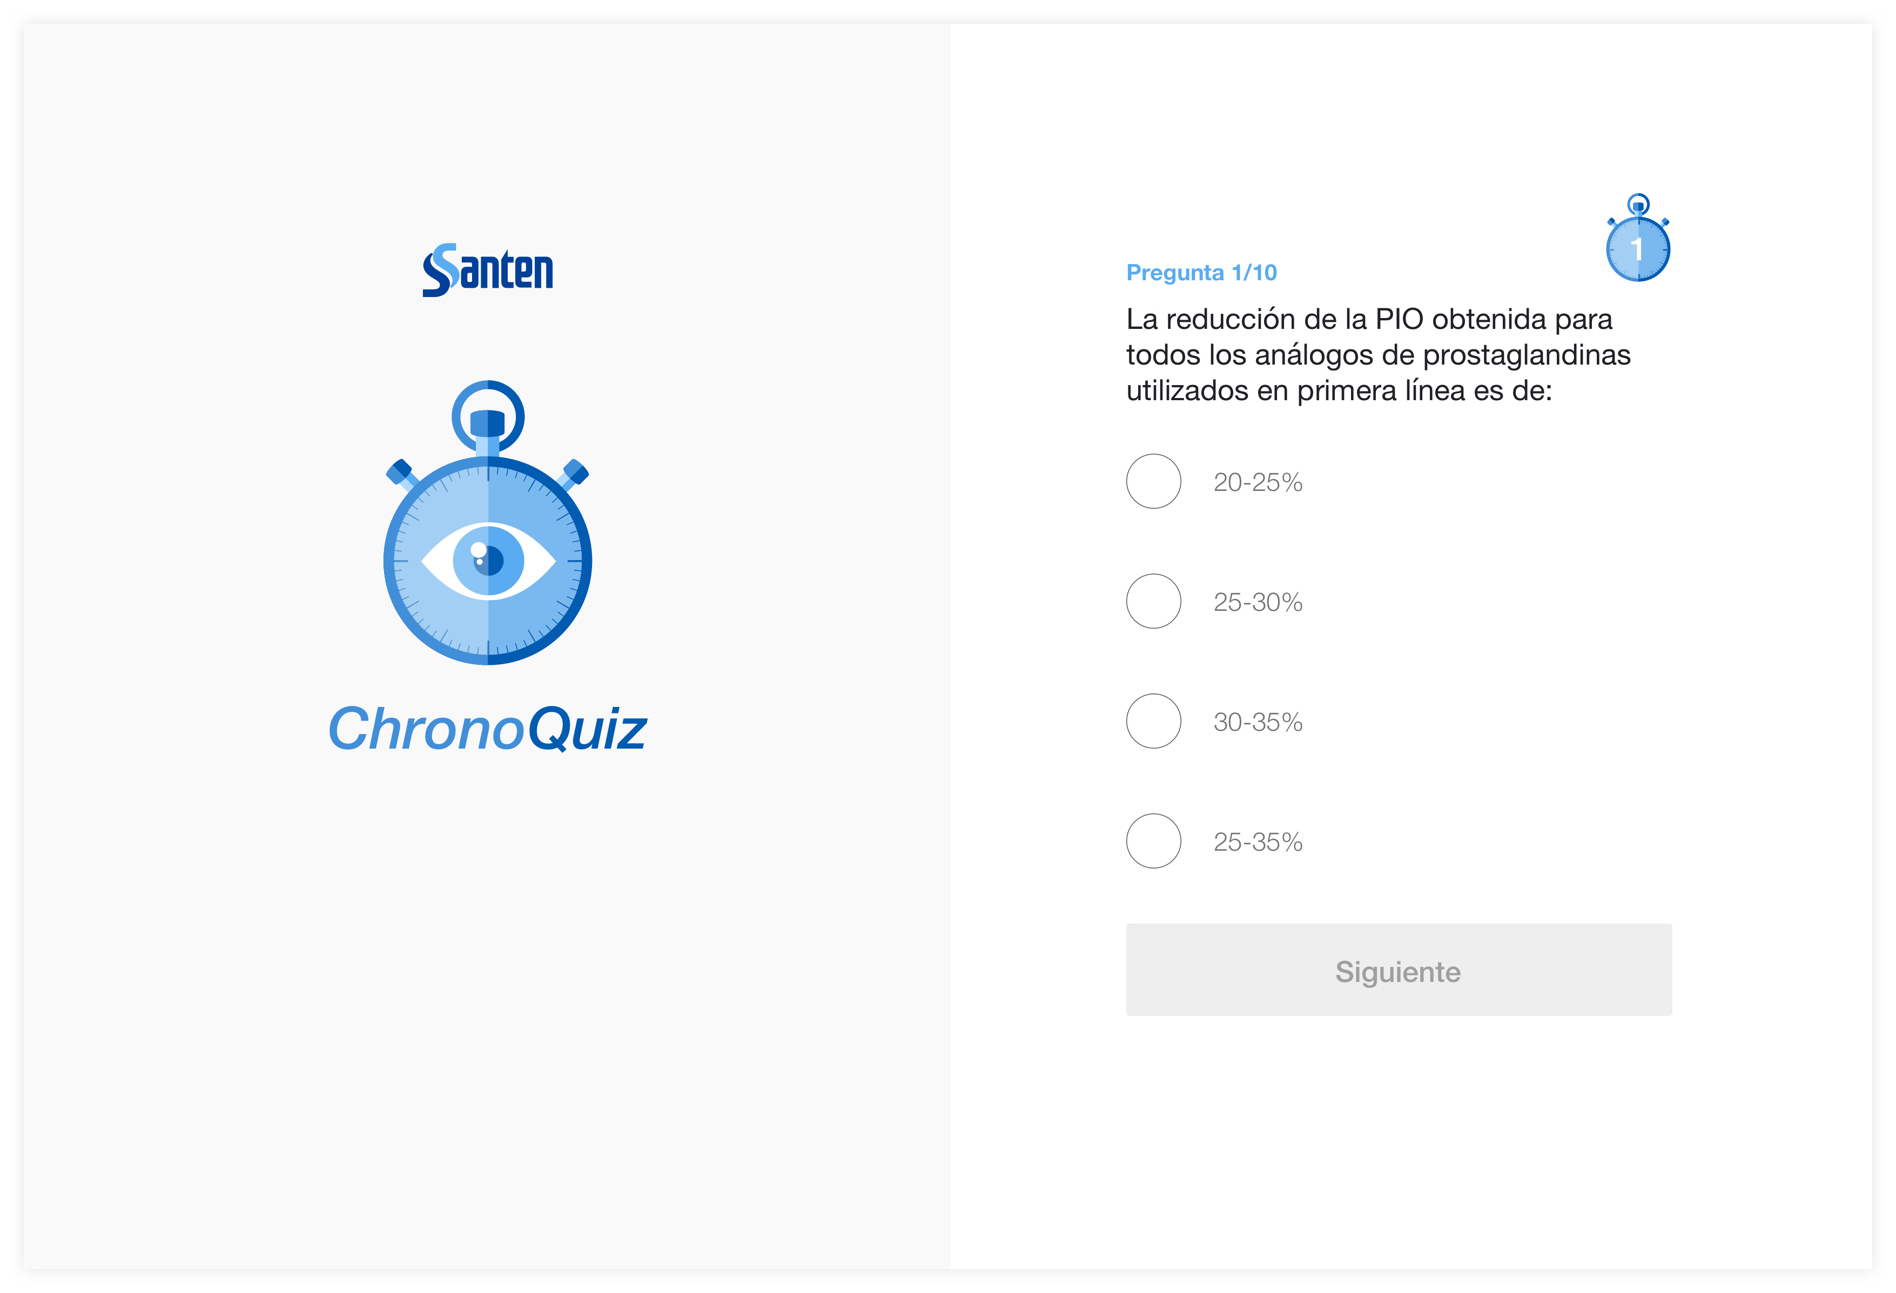 Santen
ChronoQuiz
1
Pregunta 1/10
La reducción de la PIO obtenida para
todos los análogos de prostaglandinas
utilizados en primera línea es de:
20-25%
25-30%
30-35%
25-35%
Siguiente